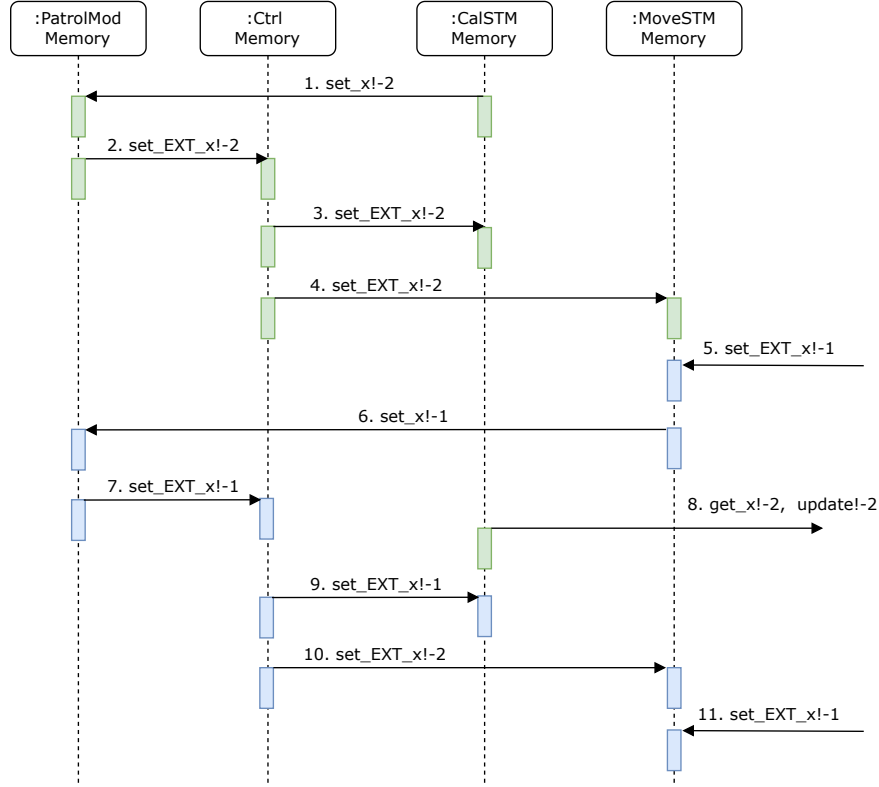 :PatrolMod
Memory
:Ctrl
Memory
:CalSTM
Memory
:MoveSTM
Memory
1. set_x!-2
2. set_EXT_x!-2
3. set_EXT_x!-2
4. set_EXT_x!-2
5. set_EXT_x!-1
6. set_x!-1
7. set_EXT_x!-1
8. get_x!-2, update!-2
9. set_EXT_x!-1
10. set_EXT_x!-2
11. set_EXT_x!-1